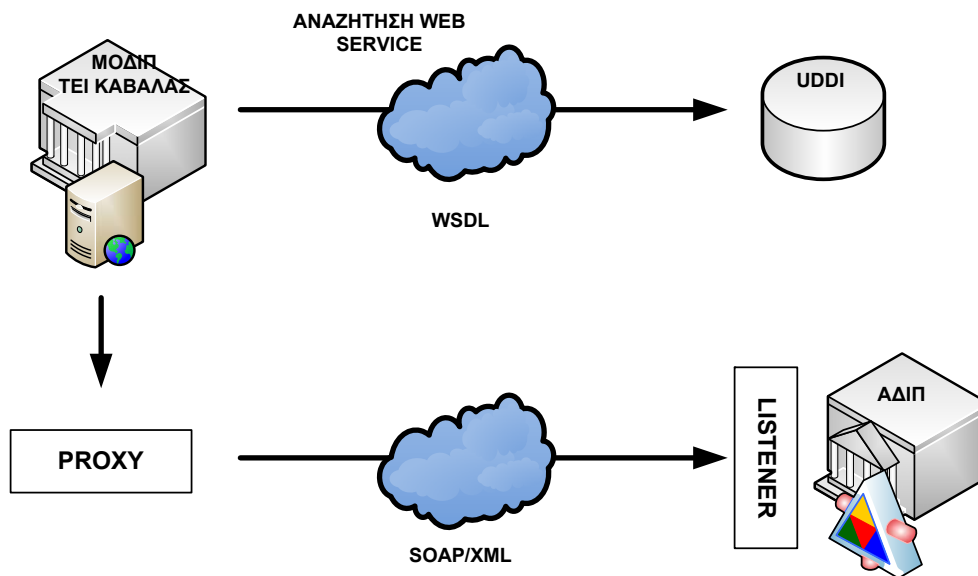 ΑΝΑΖΗΤΗΣΗ WEB
SERVICE
ΜΟΔΙΠ
ΤΕΙ ΚΑΒΑΛΑΣ
UDDI
WSDL
PROXY
LISTENER
ΑΔΙΠ
SOAP/XML